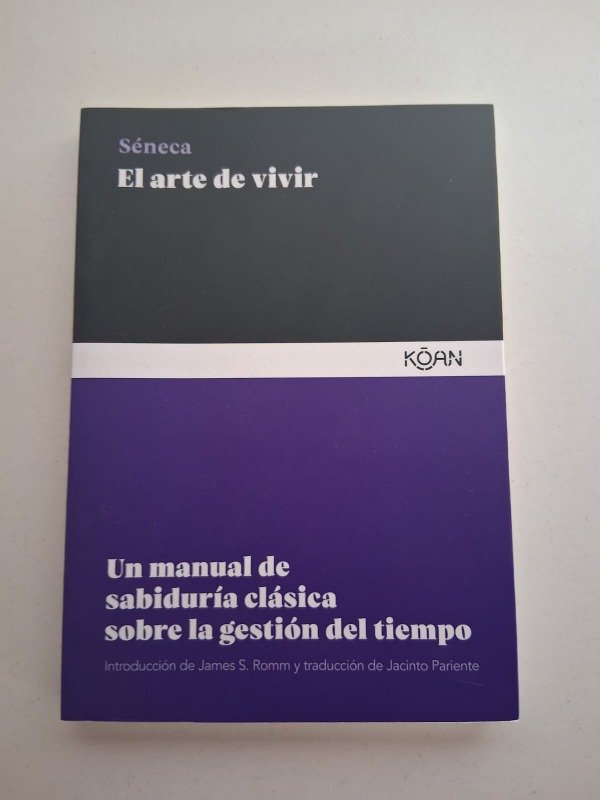 Séneca
El arte de vivir
KŌAN
Un manual de
sabiduría clásica
sobre la gestión del tiempo
Introducción de James S. Romm y traducción de Jacinto Pariente